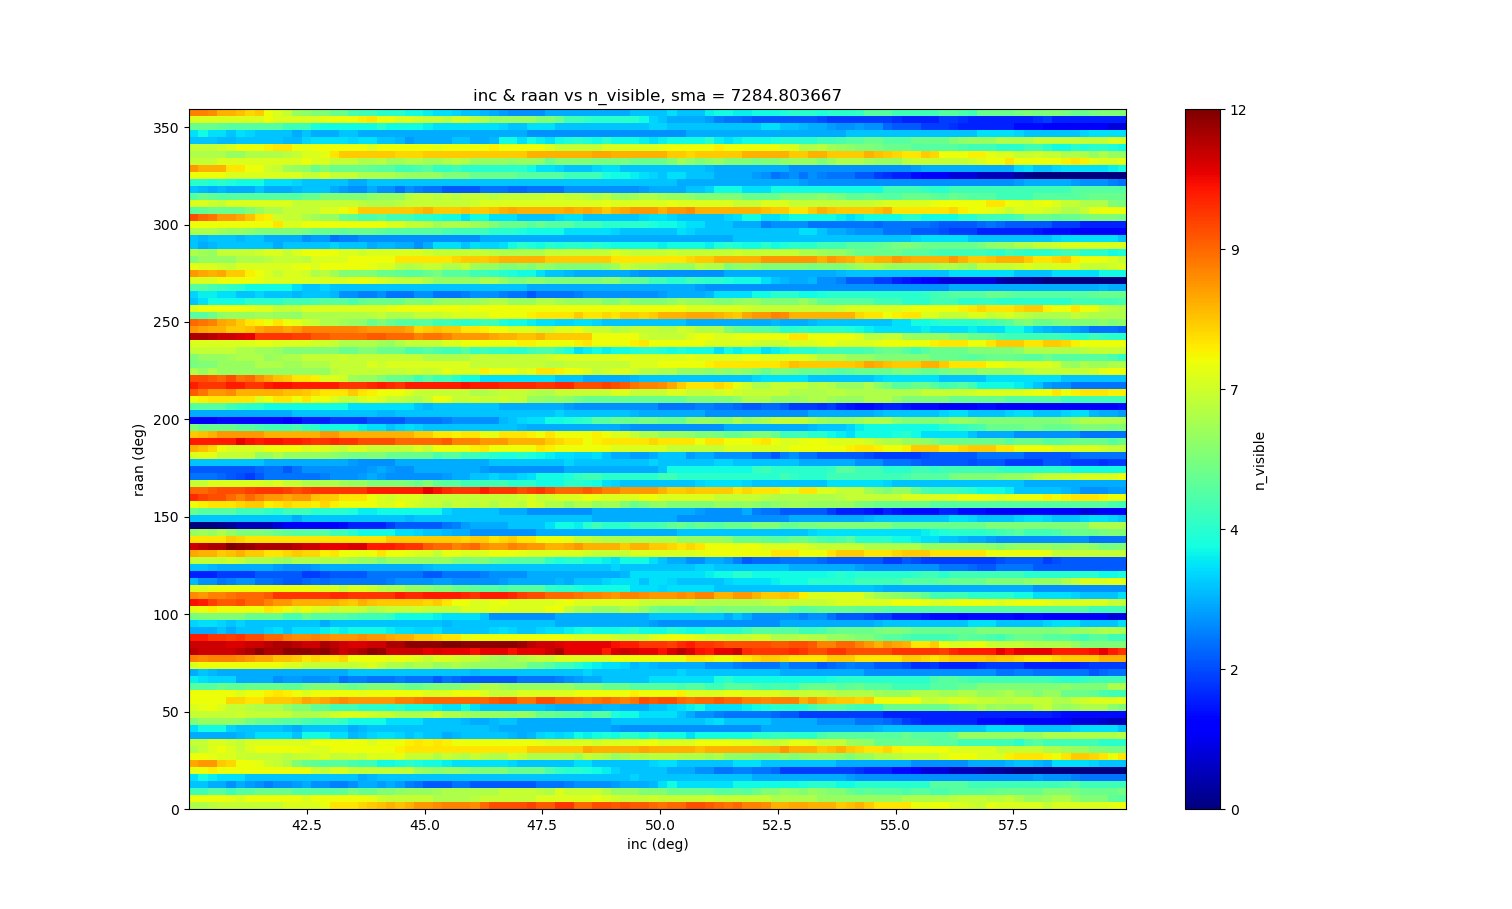 inc & raan vs n_visible, sma = 7284.803667
350
300
250
200
150
100
50
0
raan (deg)
42.5 45.0 47.5 50.0 52.5 55.0 57.5
inc (deg)
12
9
7
4
2
0
n_visible